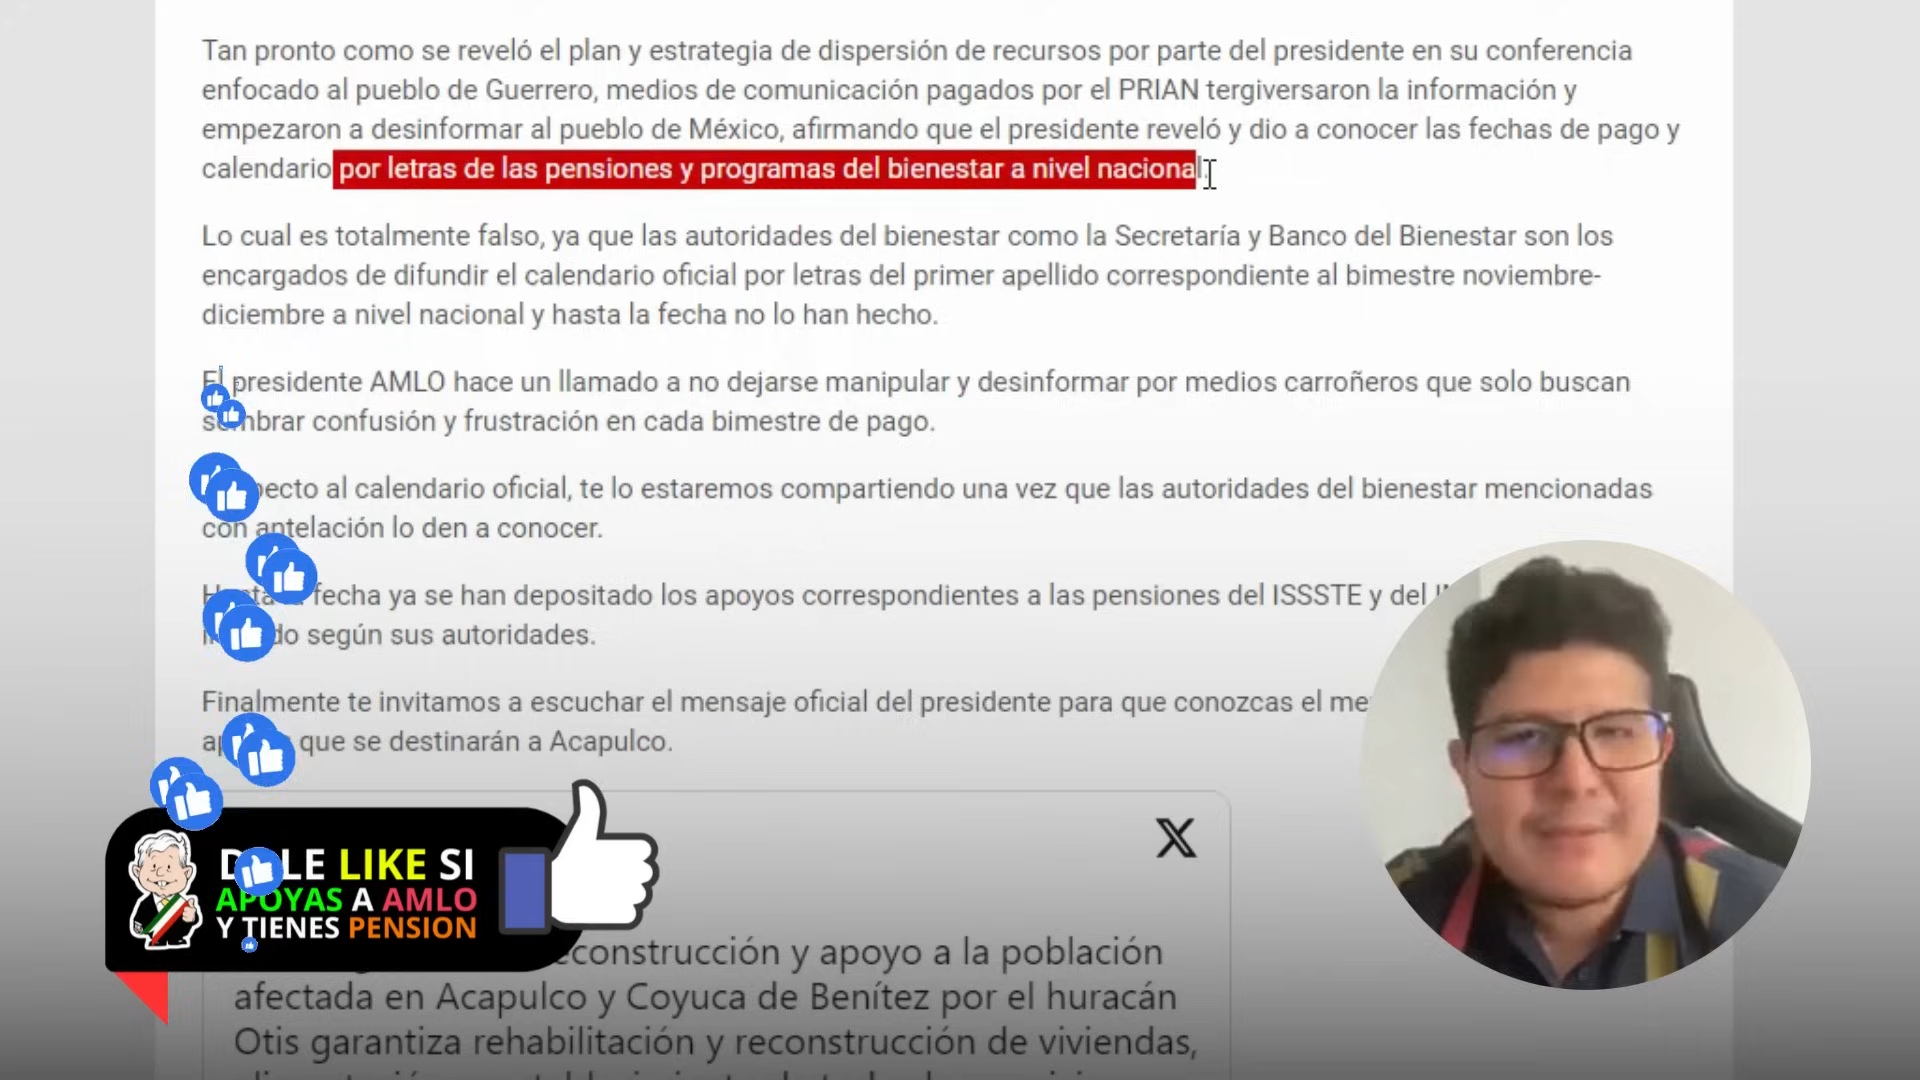 Tan pronto como se reveló el plan y estrategia de dispersión de recursos por parte del presidente en su conferencia
enfocado al pueblo de Guerrero, medios de comunicación pagados por el PRIAN tergiversaron la información y
empezaron a desinformar al pueblo de México, afirmando que el presidente reveló y dio a conocer las fechas de pago y
calendario por letras de las pensiones y programas del bienestar a nivel nacional.
Lo cual es totalmente falso, ya que las autoridades del bienestar como la Secretaría y Banco del Bienestar son los
encargados de difundir el calendario oficial por letras del primer apellido correspondiente al bimestre noviembre-
diciembre a nivel nacional y hasta la fecha no lo han hecho.
El presidente AMLO hace un llamado a no dejarse manipular y desinformar por medios carroñeros que solo buscan
sembrar confusión y frustración en cada bimestre de pago.
al calendario oficial, te lo estaremos compartiendo una vez que las autoridades del bienestar mencionadas
con antelación lo den a conocer.
Hasta la fecha ya se han depositado los apoyos correspondientes a las pensiones del ISSSTE y del
según sus autoridades.
Finalmente te invitamos a escuchar el mensaje oficial del presidente para que conozcas el
que se destinarán a Acapulco.
X
DALE LIKE SI
APOYAS A AMLO
Y TIENES PENSION
reconstrucción y apoyo a la población
afectada en Acapulco y Coyuca de Benítez por el huracán
Otis garantiza rehabilitación y reconstrucción de viviendas,